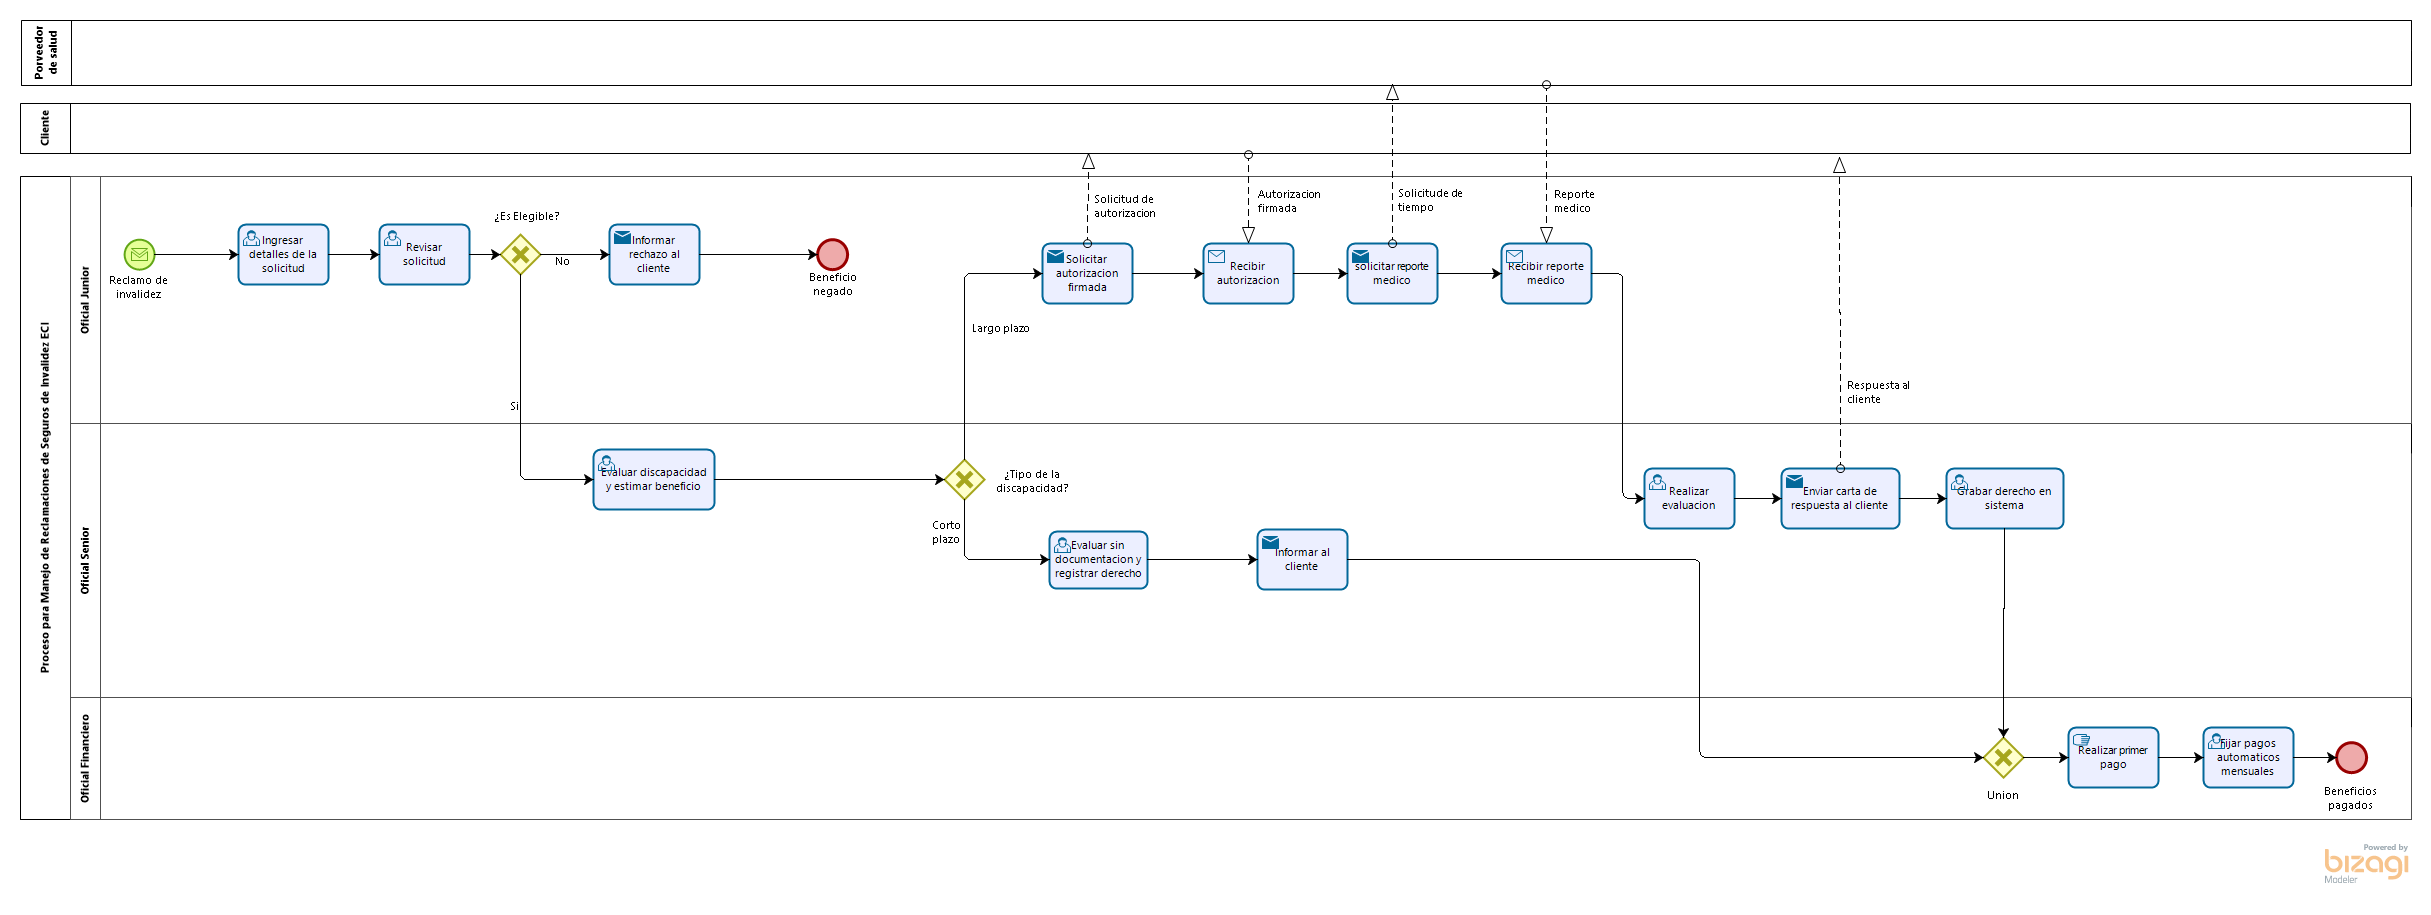 Porveedor
de salud
Cliente
Proceso para Manejo de Reclamaciones de Seguros de Invalidez ECI
Oficial Junior
Reclamo de
invalidez
Ingresar
detalles de la
solicitud
Revisar
solicitud
¿Es Elegible?
No
Si
Informar
rechazo al
cliente
Beneficio
negado
Largo plazo
Solicitar
autorizacion
firmada
Solicitud de
autorizacion
Recibir
autorizacion
Autorizacion
firmada
solicitar reporte
medico
Solicitude de
tiempo
Recibir reporte
medico
Reporte
medico
Respuesta al
cliente
Oficial Senior
Evaluar discapacidad
y estimar beneficio
¿Tipo de la
discapacidad?
Corto
plazo
Evaluar sin
documentacion y
registrar derecho
Informar al
cliente
Realizar
evaluacion
Enviar carta de
respuesta al cliente
Grabar derecho en
sistema
Oficial Financiero
Union
Realizar primer
pago
Fijar pagos
automaticos
mensuales
Beneficios
pagados
Powered by
bizagi
Modeler